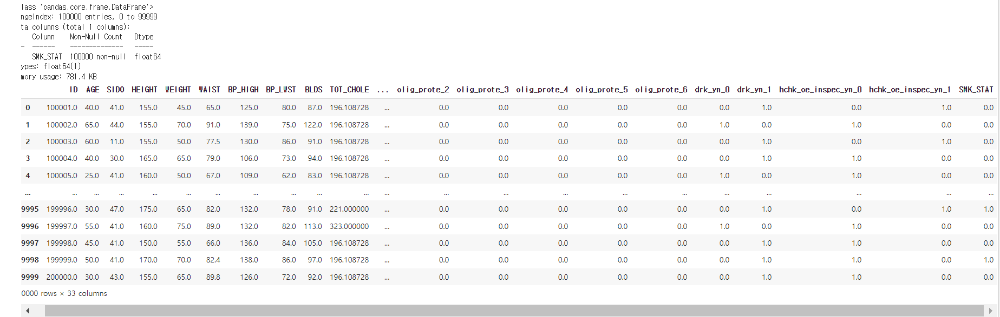 lass 'pandas.core.frame.DataFrame'>
ngeIndex: 100000 entries, 0 to 99999
ta columns (total 1 columns):
Column Non-Null Count Dtype
- ------ -------------- -----
SMK_STAT 100000 non-null float64
ypes: float64(1)
mory usage: 781.4 KB
ID AGE SIDO HEIGHT WEIGHT WAIST BP_HIGH BP_LWST BLDS TOT_CHOLE ... olig_prote_2 olig_prote_3 olig_prote_4 olig_prote_5 olig_prote_6 drk_yn_0 drk_yn_1 hchk_oe_inspec_yn_0 hchk_oe_inspec_yn_1 SMK_STAT
0 100001.0 40.0 41.0 155.0 45.0 65.0 125.0 80.0 87.0 196.108728 ... 0.0 0.0 0.0 0.0 0.0 0.0 1.0 0.0 1.0 0.0
1 100002.0 65.0 44.0 155.0 70.0 91.0 139.0 75.0 122.0 196.108728 ... 0.0 0.0 0.0 0.0 0.0 1.0 0.0 1.0 0.0 0.0
2 100003.0 60.0 11.0 155.0 50.0 77.5 130.0 86.0 91.0 196.108728 ... 0.0 0.0 0.0 0.0 0.0 0.0 1.0 0.0 1.0 0.0
3 100004.0 40.0 30.0 165.0 65.0 79.0 106.0 73.0 94.0 196.108728 ... 0.0 0.0 0.0 0.0 0.0 0.0 1.0 1.0 0.0 0.0
4 100005.0 25.0 41.0 160.0 50.0 67.0 109.0 62.0 83.0 196.108728 ... 0.0 0.0 0.0 0.0 0.0 1.0 0.0 1.0 0.0 0.0
... ... ... ... ... ... ... ... ... ... ... ... ... ... ... ... ... ... ... ... ... ...
9995 199996.0 30.0 47.0 175.0 65.0 82.0 132.0 78.0 91.0 221.000000 ... 0.0 0.0 0.0 0.0 0.0 0.0 1.0 0.0 1.0 1.0
9996 199997.0 55.0 41.0 160.0 75.0 89.0 132.0 82.0 113.0 323.000000 ... 0.0 0.0 0.0 0.0 0.0 1.0 0.0 1.0 0.0 0.0
9997 199998.0 45.0 41.0 150.0 55.0 66.0 136.0 84.0 105.0 196.108728 ... 0.0 0.0 0.0 0.0 0.0 0.0 1.0 1.0 0.0 0.0
9998 199999.0 50.0 41.0 170.0 70.0 82.4 138.0 86.0 97.0 196.108728 ... 0.0 0.0 0.0 0.0 0.0 0.0 1.0 1.0 0.0 1.0
9999 200000.0 30.0 43.0 155.0 65.0 89.8 126.0 72.0 92.0 196.108728 ... 0.0 0.0 0.0 0.0 0.0 0.0 1.0 1.0 0.0 0.0
0000 rows × 33 columns